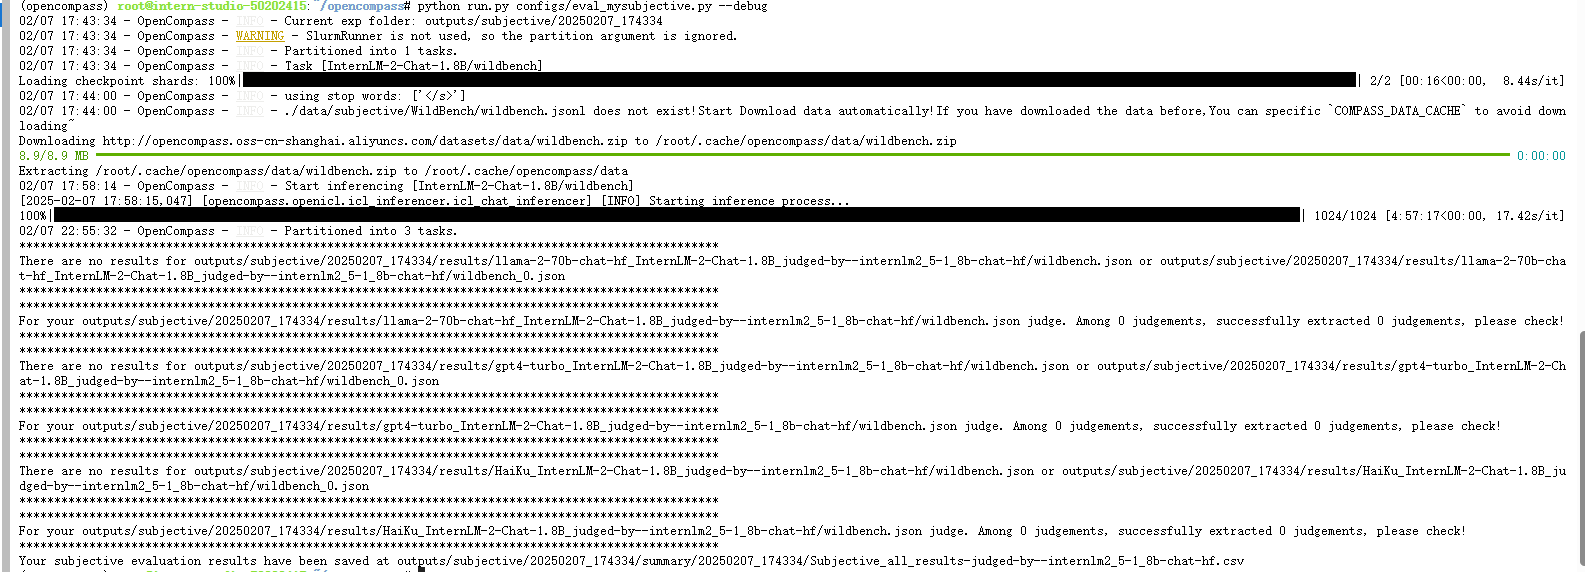 (opencompass) root@intern-studio-50202415:~/opencompass# python run.py configs/eval_mysubjective.py --debug
02/07 17:43:34 - OpenCompass - INFO - Current exp folder: outputs/subjective/20250207_174334
02/07 17:43:34 - OpenCompass - WARNING - SlurmRunner is not used, so the partition argument is ignored.
02/07 17:43:34 - OpenCompass - INFO - Partitioned into 1 tasks.
02/07 17:43:34 - OpenCompass - INFO - Task [InternLM-2-Chat-1.8B/wildbench]
Loading checkpoint shards: 100%| | 2/2 [00:16<00:00, 8.44s/it]
02/07 17:44:00 - OpenCompass - INFO - using stop words: ['</s>']
02/07 17:44:00 - OpenCompass - INFO - ./data/subjective/WildBench/wildbench.jsonl does not exist!Start Download data automatically!If you have downloaded the data before,You can specific `COMPASS_DATA_CACHE` to avoid down
loading~
Downloading http://opencompass.oss-cn-shanghai.aliyuncs.com/datasets/data/wildbench.zip to /root/.cache/opencompass/data/wildbench.zip
8.9/8.9 MB 0:00:00
Extracting /root/.cache/opencompass/data/wildbench.zip to /root/.cache/opencompass/data
02/07 17:58:14 - OpenCompass - INFO - Start inferencing [InternLM-2-Chat-1.8B/wildbench]
[2025-02-07 17:58:15,047] [opencompass.openicl.icl_inferencer.icl_chat_inferencer] [INFO] Starting inference process...
100%| | 1024/1024 [4:57:17<00:00, 17.42s/it]
02/07 22:55:32 - OpenCompass - INFO - Partitioned into 3 tasks.
****************************************************************************************************
There are no results for outputs/subjective/20250207_174334/results/llama-2-70b-chat-hf_InternLM-2-Chat-1.8B_judged-by--internlm2_5-1_8b-chat-hf/wildbench.json or outputs/subjective/20250207_174334/results/llama-2-70b-cha
t-hf_InternLM-2-Chat-1.8B_judged-by--internlm2_5-1_8b-chat-hf/wildbench_0.json
****************************************************************************************************
****************************************************************************************************
For your outputs/subjective/20250207_174334/results/llama-2-70b-chat-hf_InternLM-2-Chat-1.8B_judged-by--internlm2_5-1_8b-chat-hf/wildbench.json judge. Among 0 judgements, successfully extracted 0 judgements, please check!
****************************************************************************************************
****************************************************************************************************
There are no results for outputs/subjective/20250207_174334/results/gpt4-turbo_InternLM-2-Chat-1.8B_judged-by--internlm2_5-1_8b-chat-hf/wildbench.json or outputs/subjective/20250207_174334/results/gpt4-turbo_InternLM-2-Ch
at-1.8B_judged-by--internlm2_5-1_8b-chat-hf/wildbench_0.json
****************************************************************************************************
****************************************************************************************************
For your outputs/subjective/20250207_174334/results/gpt4-turbo_InternLM-2-Chat-1.8B_judged-by--internlm2_5-1_8b-chat-hf/wildbench.json judge. Among 0 judgements, successfully extracted 0 judgements, please check!
****************************************************************************************************
****************************************************************************************************
There are no results for outputs/subjective/20250207_174334/results/HaiKu_InternLM-2-Chat-1.8B_judged-by--internlm2_5-1_8b-chat-hf/wildbench.json or outputs/subjective/20250207_174334/results/HaiKu_InternLM-2-Chat-1.8B_ju
dged-by--internlm2_5-1_8b-chat-hf/wildbench_0.json
****************************************************************************************************
****************************************************************************************************
For your outputs/subjective/20250207_174334/results/HaiKu_InternLM-2-Chat-1.8B_judged-by--internlm2_5-1_8b-chat-hf/wildbench.json judge. Among 0 judgements, successfully extracted 0 judgements, please check!
****************************************************************************************************
Your subjective evaluation results have been saved at outputs/subjective/20250207_174334/summary/20250207_174334/Subjective_all_results-judged-by--internlm2_5-1_8b-chat-hf.csv